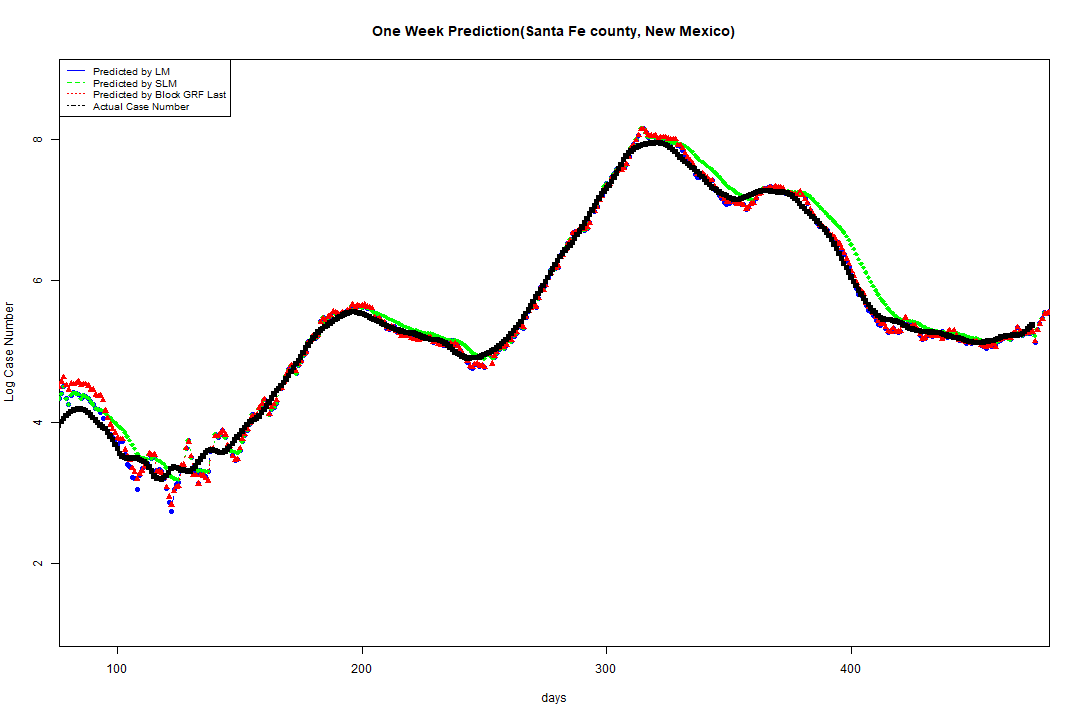 One Week Prediction(Santa Fe county, New Mexico)
Predicted by LM
Predicted by SLM
Predicted by Block GRF Last
Actual Case Number
8
6
4
2
Log Case Number
100 200 300 400
days